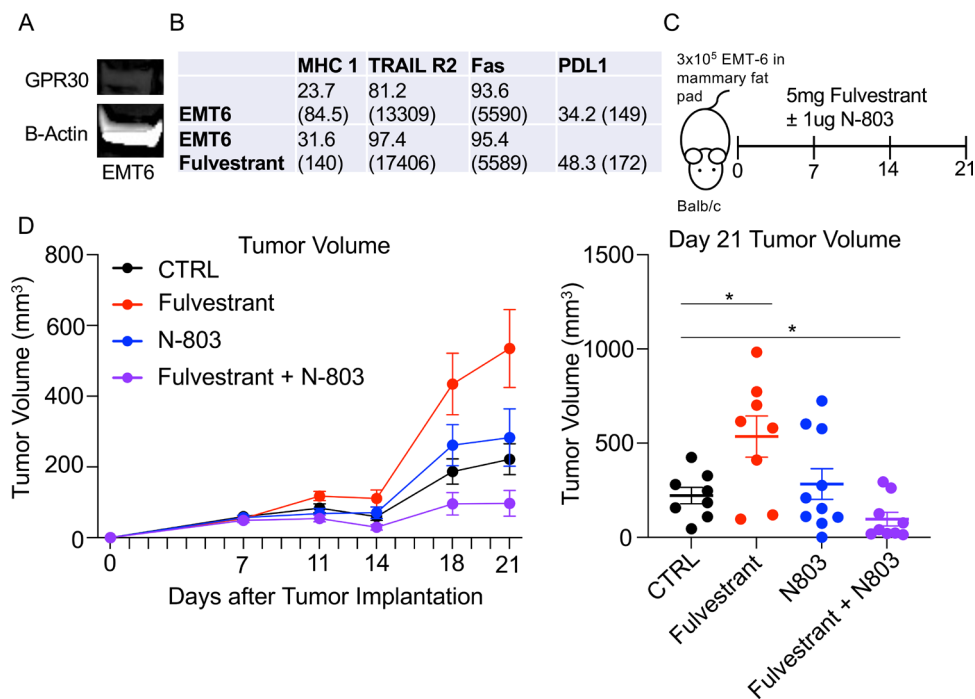 A
GPR30
B-Actin
EMT6
B
MHC 1 TRAIL R2 Fas PDL1
23.7 81.2 93.6
EMT6 (84.5) (13309) (5590) 34.2 (149)
EMT6 31.6 97.4 95.4
Fulvestrant (140) (17406) (5589) 48.3 (172)
C
3x10⁵ EMT-6 in
mammary fat
pad
5mg Fulvestrant
± 1ug N-803
0 7 14 21
Balb/c
D
Tumor Volume
CTRL
Fulvestrant
N-803
Fulvestrant + N-803
Tumor Volume (mm³)
800
600
400
200
0
0 7 11 14 18 21
Days after Tumor Implantation
Day 21 Tumor Volume
Tumor Volume (mm³)
1500
1000
500
0
*
*
CTRL
Fulvestrant
N803
Fulvestrant + N803